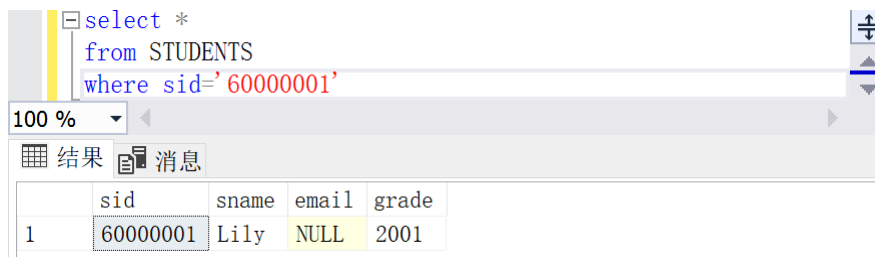 select *
from STUDENTS
where sid='60000001'
100 %
结果 消息
sid sname email grade
1 60000001 Lily NULL 2001